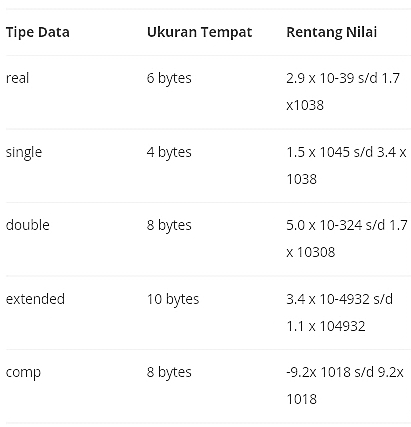 Tipe Data Ukuran Tempat Rentang Nilai
real 6 bytes 2.9 x 10-39 s/d 1.7
x1038
single 4 bytes 1.5 x 1045 s/d 3.4 x
1038
double 8 bytes 5.0 x 10-324 s/d 1.7
x 10308
extended 10 bytes 3.4 x 10-4932 s/d
1.1 x 104932
comp 8 bytes -9.2x 1018 s/d 9.2x
1018